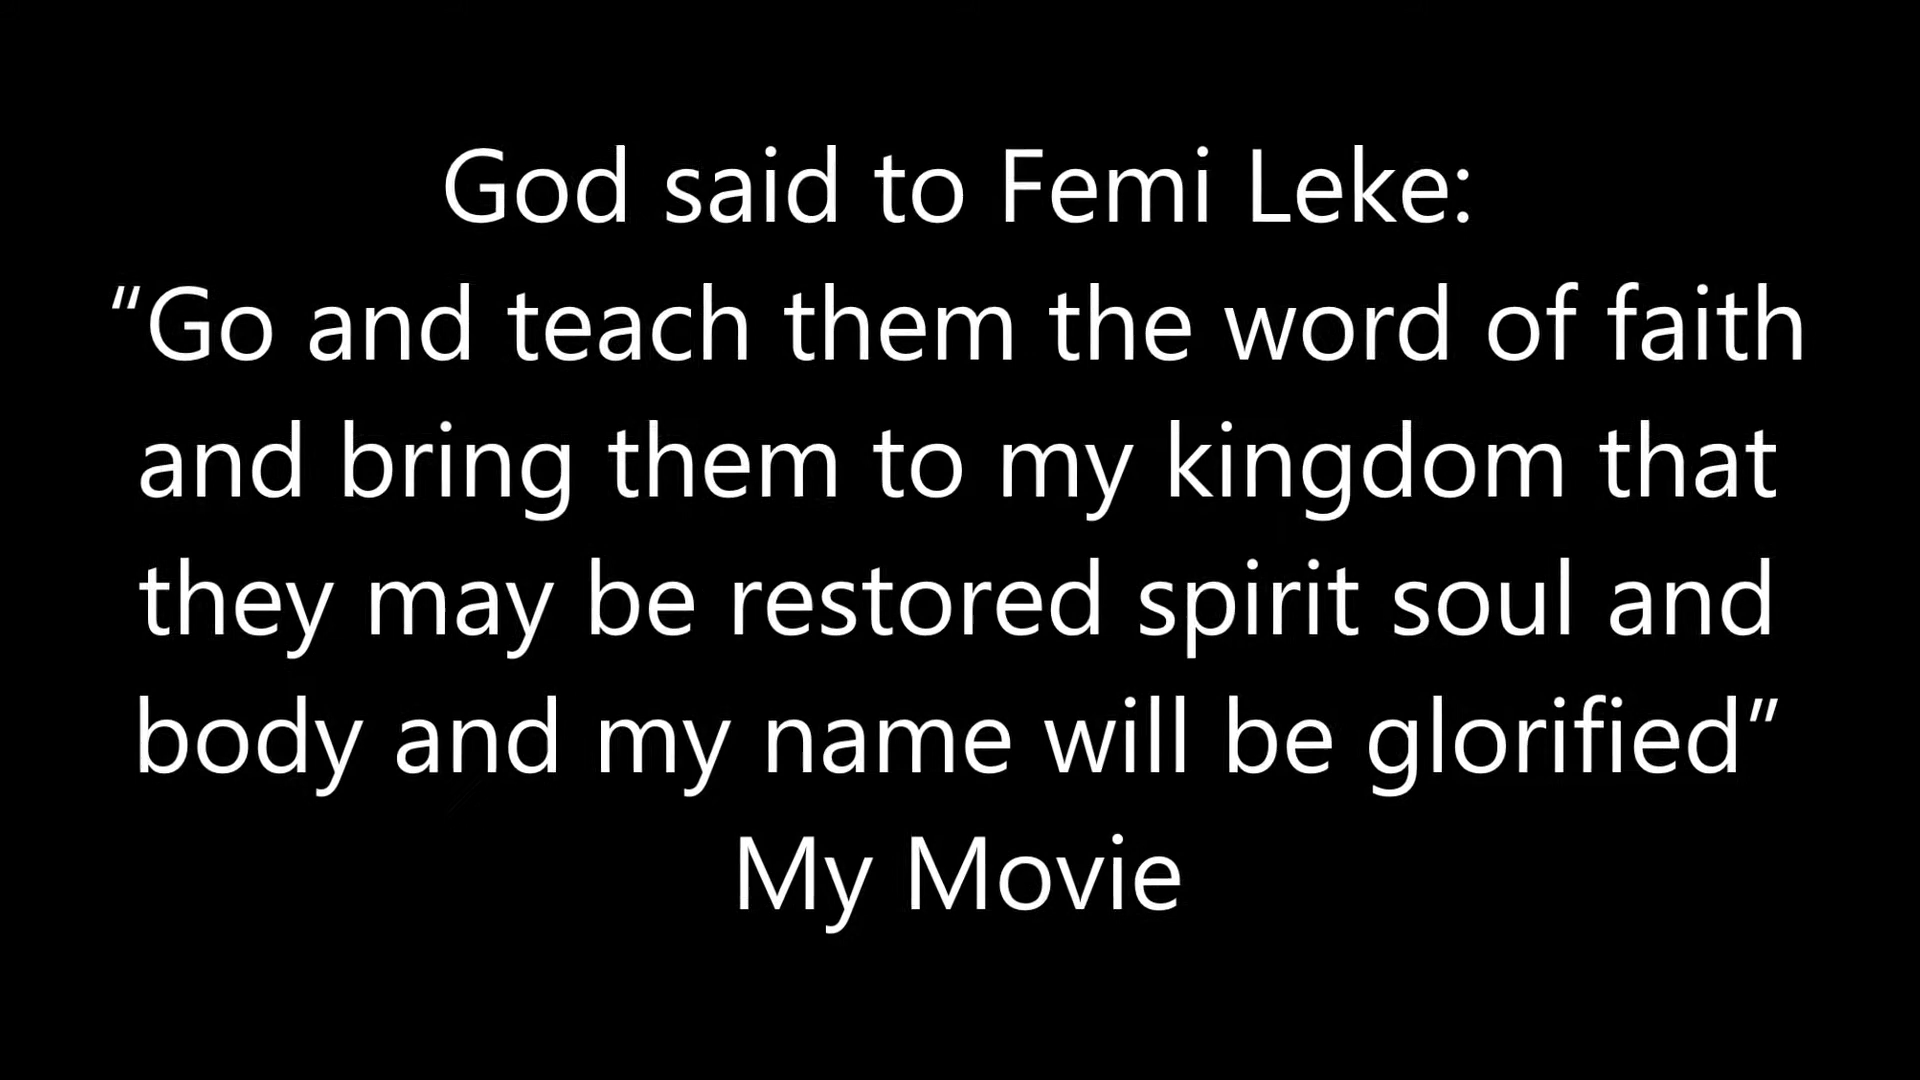 God said to Femi Leke:
“Go and teach them the word of faith
and bring them to my kingdom that
they may be restored spirit soul and
body and my name will be glorified”
My Movie